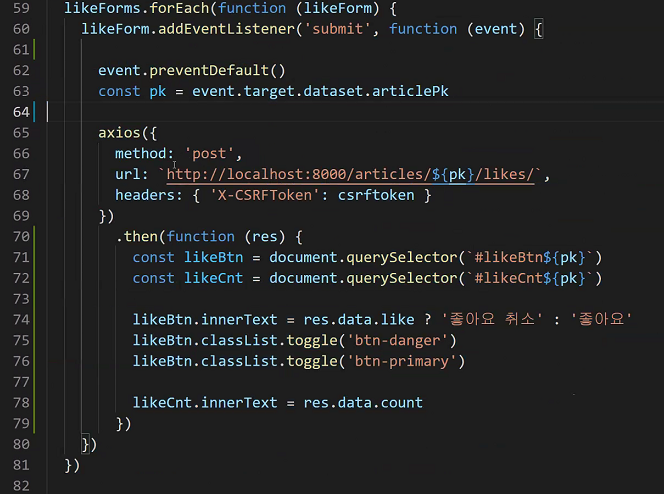 59 likeForms.forEach(function (likeForm) {
60 likeForm.addEventListener('submit', function (event) {
61
62 event.preventDefault()
63 const pk = event.target.dataset.articlePk
64
65 axios({
66 method: 'post',
67 url: `http://localhost:8000/articles/${pk}/likes/`,
68 headers: { 'X-CSRFToken': csrftoken }
69 })
70 .then(function (res) {
71 const likeBtn = document.querySelector(`#likeBtn${pk}`)
72 const likeCnt = document.querySelector(`#likeCnt${pk}`)
73
74 likeBtn.innerText = res.data.like ? '좋아요 취소' : '좋아요'
75 likeBtn.classList.toggle('btn-danger')
76 likeBtn.classList.toggle('btn-primary')
77
78 likeCnt.innerText = res.data.count
79 })
80 })
81 })
82